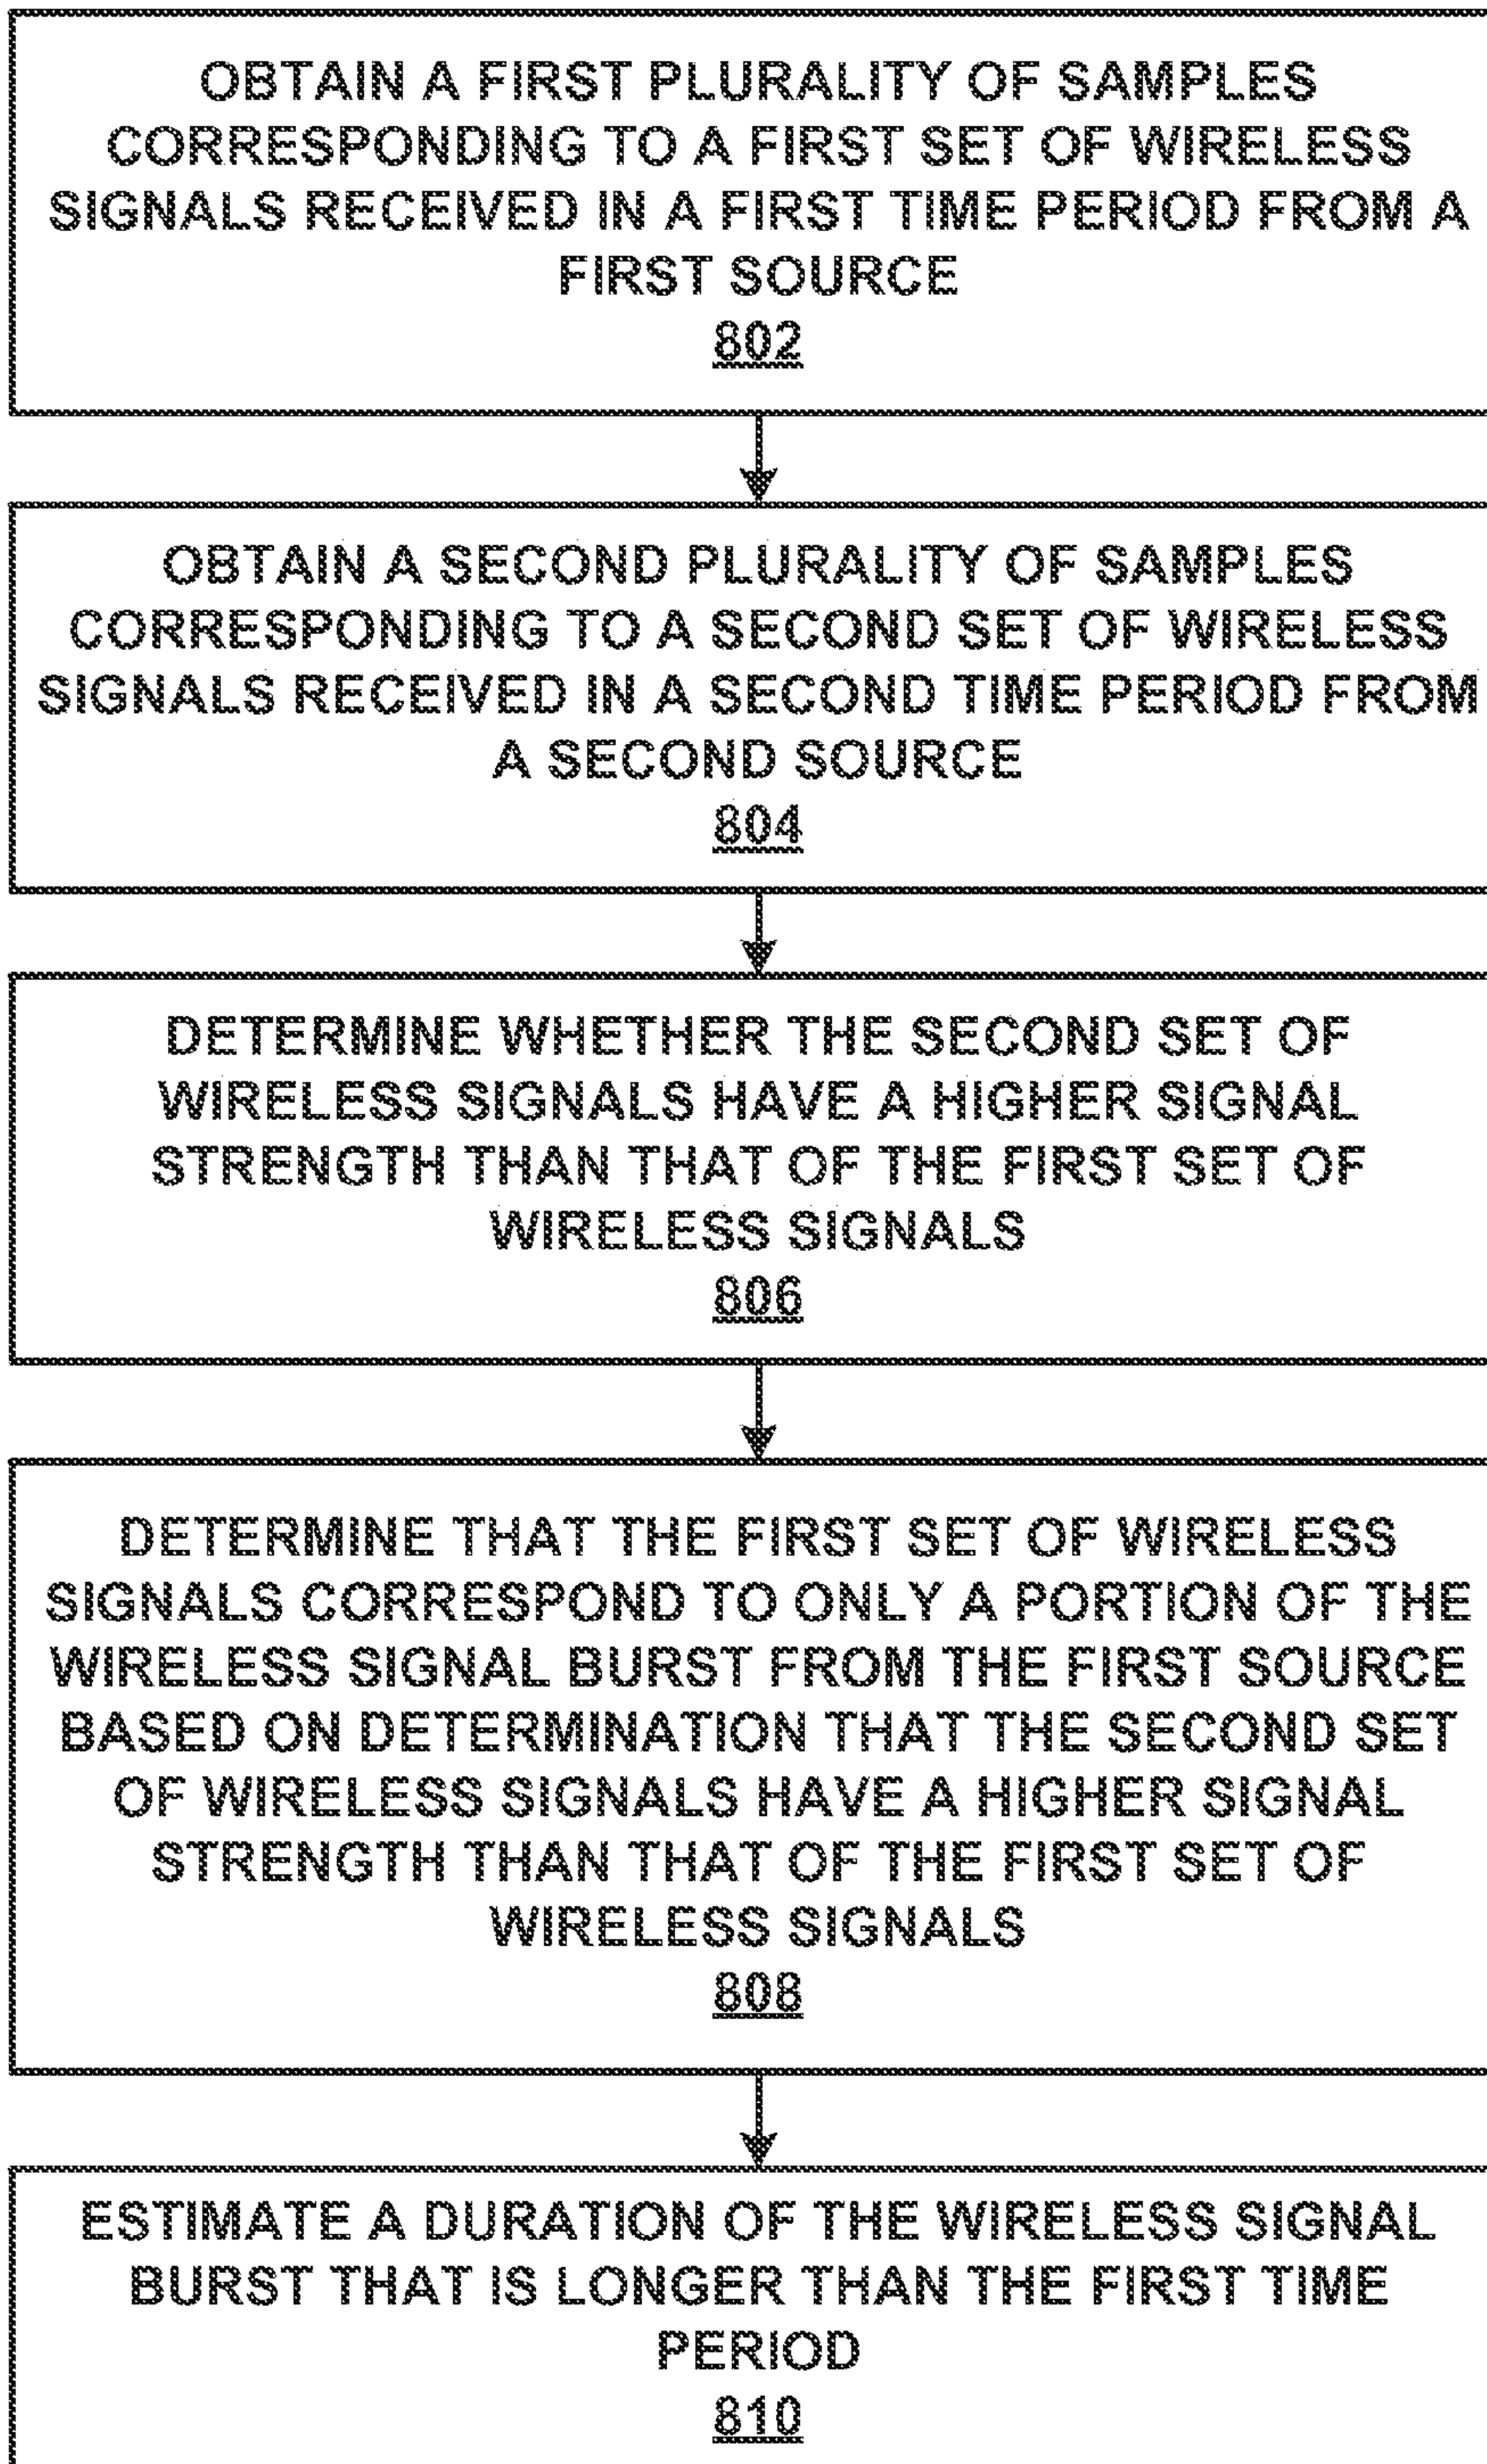 OBTAIN A FIRST PLURALITY OF SAMPLES
CORRESPONDING TO A FIRST SET OF WIRELESS
SIGNALS RECEIVED IN A FIRST TIME PERIOD FROM A
FIRST SOURCE
802
OBTAIN A SECOND PLURALITY OF SAMPLES
CORRESPONDING TO A SECOND SET OF WIRELESS
SIGNALS RECEIVED IN A SECOND TIME PERIOD FROM
A SECOND SOURCE
804
DETERMINE WHETHER THE SECOND SET OF
WIRELESS SIGNALS HAVE A HIGHER SIGNAL
STRENGTH THAN THAT OF THE FIRST SET OF
WIRELESS SIGNALS
806
DETERMINE THAT THE FIRST SET OF WIRELESS
SIGNALS CORRESPOND TO ONLY A PORTION OF THE
WIRELESS SIGNAL BURST FROM THE FIRST SOURCE
BASED ON DETERMINATION THAT THE SECOND SET
OF WIRELESS SIGNALS HAVE A HIGHER SIGNAL
STRENGTH THAN THAT OF THE FIRST SET OF
WIRELESS SIGNALS
808
ESTIMATE A DURATION OF THE WIRELESS SIGNAL
BURST THAT IS LONGER THAN THE FIRST TIME
PERIOD
810